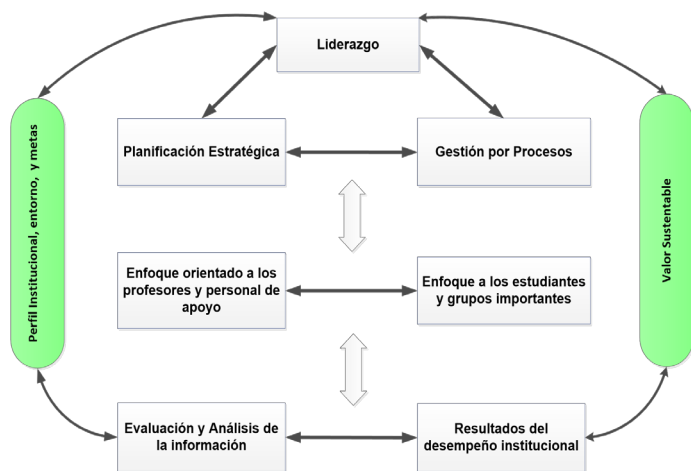 Liderazgo
Perfil Institucional, entorno, y metas
Planificación Estratégica
Gestión por Procesos
Valor Sustentable
Enfoque orientado a los
profesores y personal de
apoyo
Enfoque a los estudiantes
y grupos importantes
Evaluación y Análisis de
la información
Resultados del
desempeño institucional